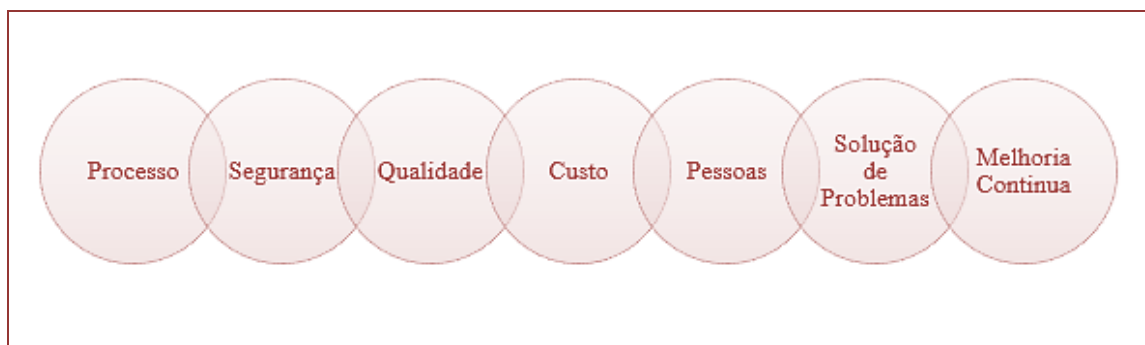 Processo
Segurança
Qualidade
Custo
Pessoas
Solução
de
Problemas
Melhoria
Continua